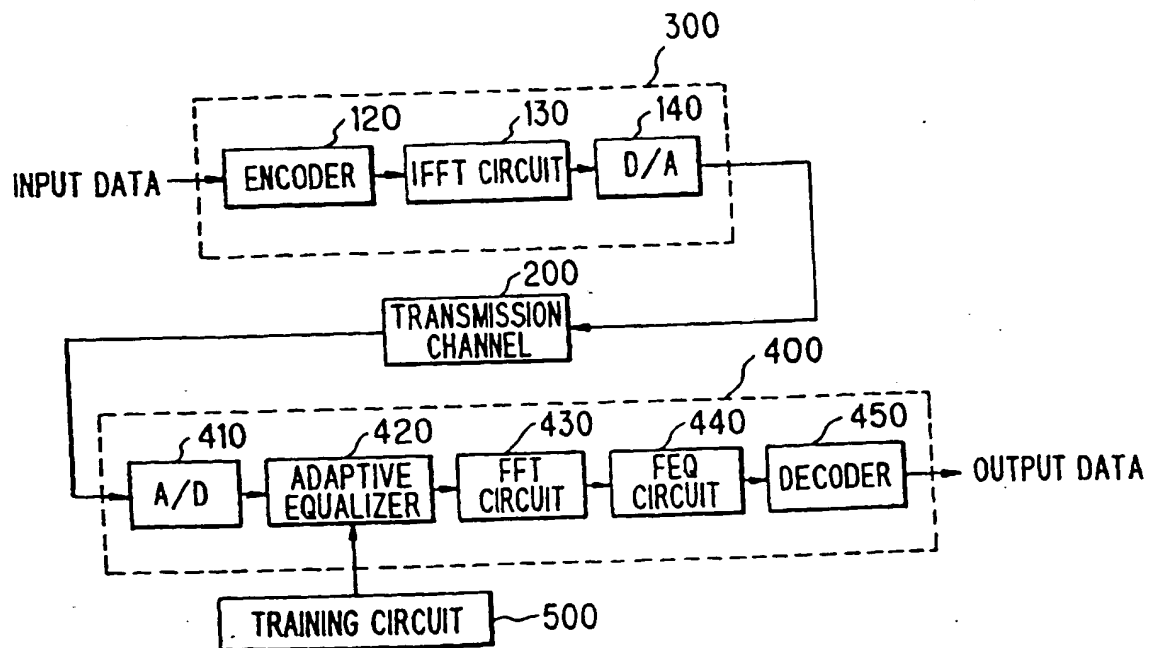 300
120
130
140
INPUT DATA
ENCODER
IFFT CIRCUIT
D/A
200
TRANSMISSION
CHANNEL
400
410
420
430
440
450
A/D
ADAPTIVE
EQUALIZER
FFT
CIRCUIT
FEQ
CIRCUIT
DECODER
OUTPUT DATA
TRAINING CIRCUIT
500